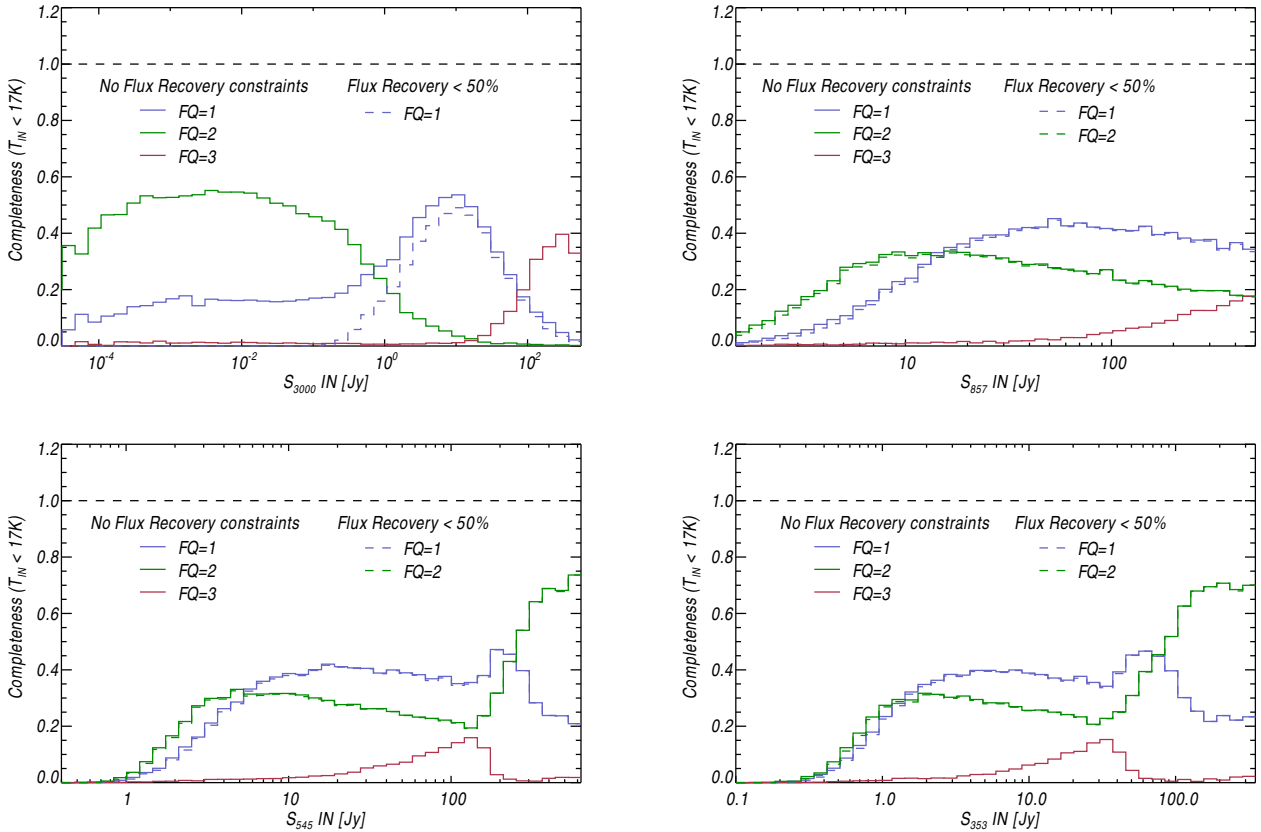 1.2
1.0
0.8
0.6
0.4
0.2
0.0
Completeness (T_IN < 17K)
No Flux Recovery constraints
FQ=1
FQ=2
FQ=3
Flux Recovery < 50%
FQ=1
10^-4
10^-2
10^0
10^2
S_3000 IN [Jy]
1.2
1.0
0.8
0.6
0.4
0.2
0.0
Completeness (T_IN < 17K)
No Flux Recovery constraints
FQ=1
FQ=2
FQ=3
Flux Recovery < 50%
FQ=1
FQ=2
10
100
S_857 IN [Jy]
1.2
1.0
0.8
0.6
0.4
0.2
0.0
Completeness (T_IN < 17K)
No Flux Recovery constraints
FQ=1
FQ=2
FQ=3
Flux Recovery < 50%
FQ=1
FQ=2
1
10
100
S_545 IN [Jy]
1.2
1.0
0.8
0.6
0.4
0.2
0.0
Completeness (T_IN < 17K)
No Flux Recovery constraints
FQ=1
FQ=2
FQ=3
Flux Recovery < 50%
FQ=1
FQ=2
0.1
1.0
10.0
100.0
S_353 IN [Jy]